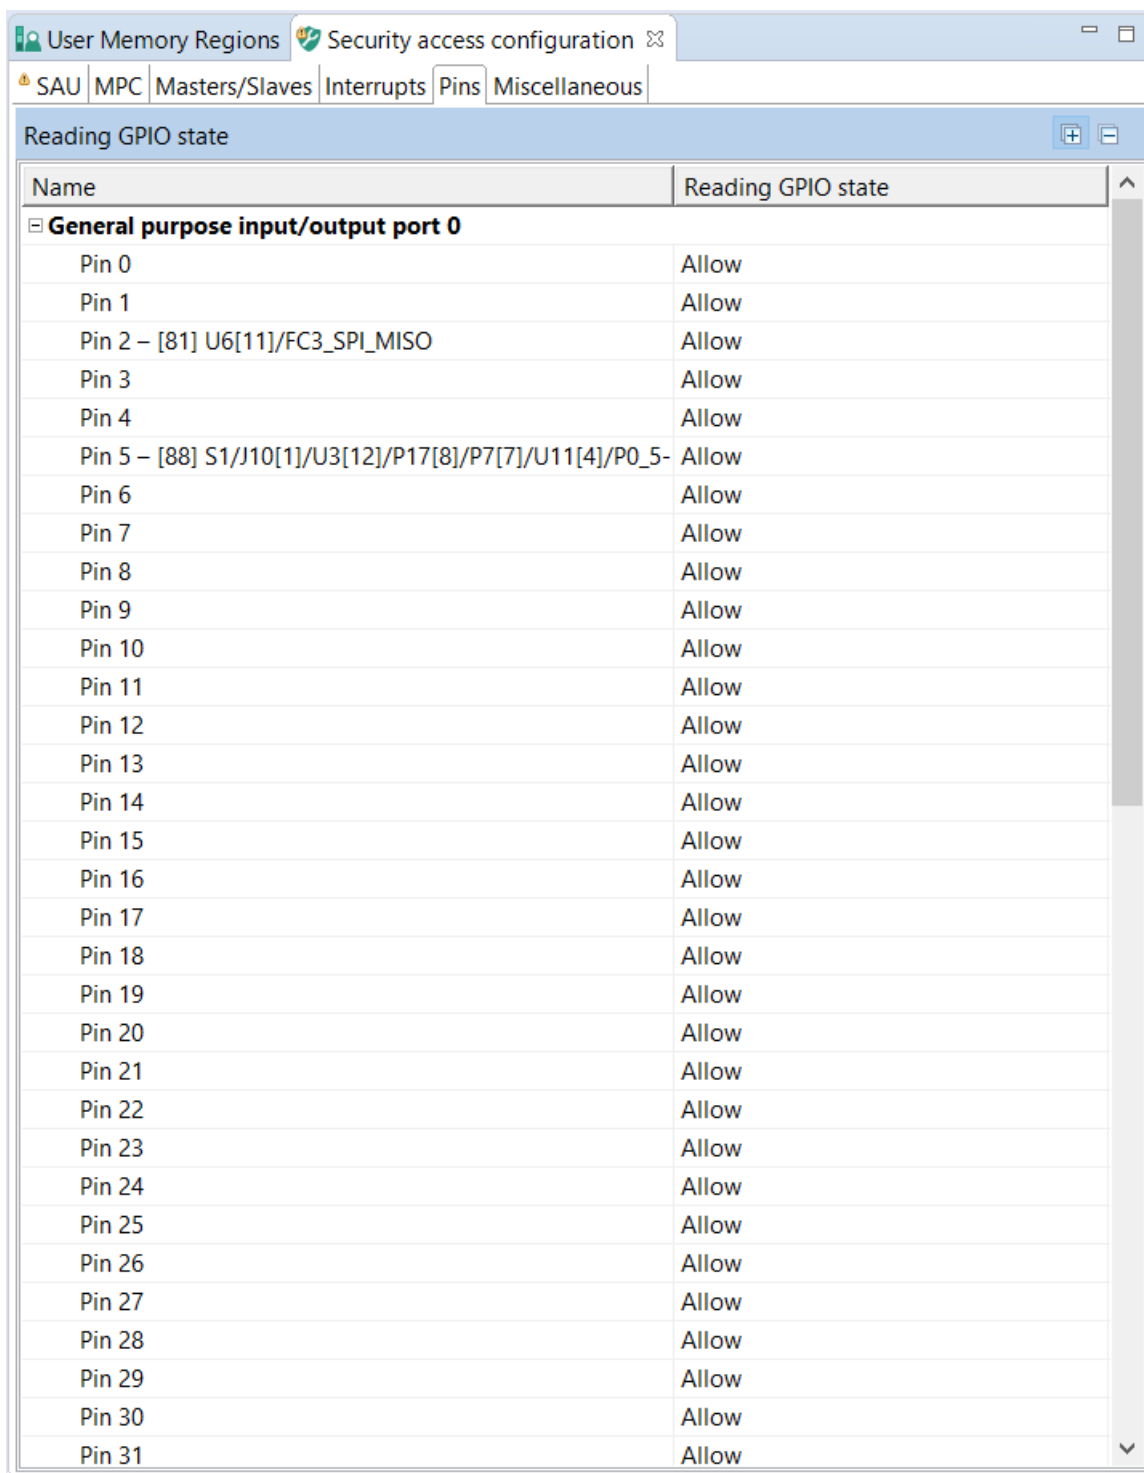 User Memory Regions Security access configuration
SAU MPC Masters/Slaves Interrupts Pins Miscellaneous
Reading GPIO state
Name Reading GPIO state
General purpose input/output port 0
Pin 0 Allow
Pin 1 Allow
Pin 2 – [81] U6[11]/FC3_SPI_MISO Allow
Pin 3 Allow
Pin 4 Allow
Pin 5 – [88] S1/J10[1]/U3[12]/P17[8]/P7[7]/U11[4]/P0_5- Allow
Pin 6 Allow
Pin 7 Allow
Pin 8 Allow
Pin 9 Allow
Pin 10 Allow
Pin 11 Allow
Pin 12 Allow
Pin 13 Allow
Pin 14 Allow
Pin 15 Allow
Pin 16 Allow
Pin 17 Allow
Pin 18 Allow
Pin 19 Allow
Pin 20 Allow
Pin 21 Allow
Pin 22 Allow
Pin 23 Allow
Pin 24 Allow
Pin 25 Allow
Pin 26 Allow
Pin 27 Allow
Pin 28 Allow
Pin 29 Allow
Pin 30 Allow
Pin 31 Allow